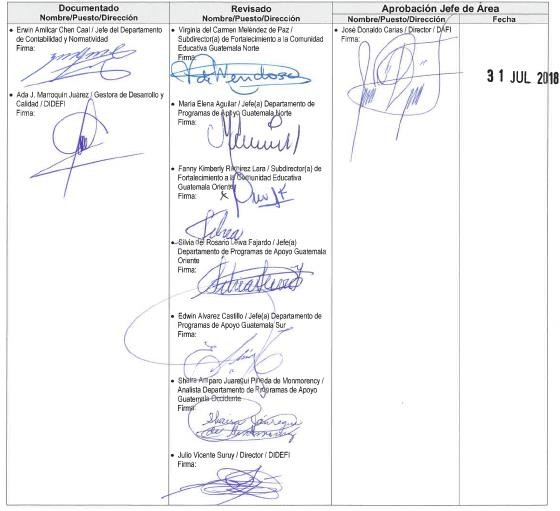 Documentado
Nombre/Puesto/Dirección
Revisado
Nombre/Puesto/Dirección
Aprobación Jefe de Área
Nombre/Puesto/Dirección
Fecha
• Erwin Amilcar Chen Caal / Jefe del Departamento
de Contabilidad y Normatividad
Firma:
• Ada J. Marroquin Juárez / Gestora de Desarrollo y
Calidad / DIDEFI
Firma:
• Virginia del Carmen Meléndez de Paz /
Subdirector(a) de Fortalecimiento a la Comunidad
Educativa Guatemala Norte
Firma:
• Maria Elena Aguilar / Jefe(a) Departamento de
Programas de Apoyo Guatemala Norte
Firma:
• Fanny Kimberly Ramirez Lara / Subdirector(a) de
Fortalecimiento a la Comunidad Educativa
Guatemala Oriente
Firma:
• Silvia del Rosario Leiva Fajardo / Jefe(a)
Departamento de Programas de Apoyo Guatemala
Oriente
Firma:
• Edwin Alvarez Castillo / Jefe(a) Departamento de
Programas de Apoyo Guatemala Sur
Firma:
• Shaira Amparo Juaregui Pineda de Monmorency /
Analista Departamento de Programas de Apoyo
Guatemala Occidente
Firma:
• Julio Vicente Suruy / Director / DIDEFI
Firma:
• José Donaldo Carias / Director / DAFI
Firma:
31 JUL 2018